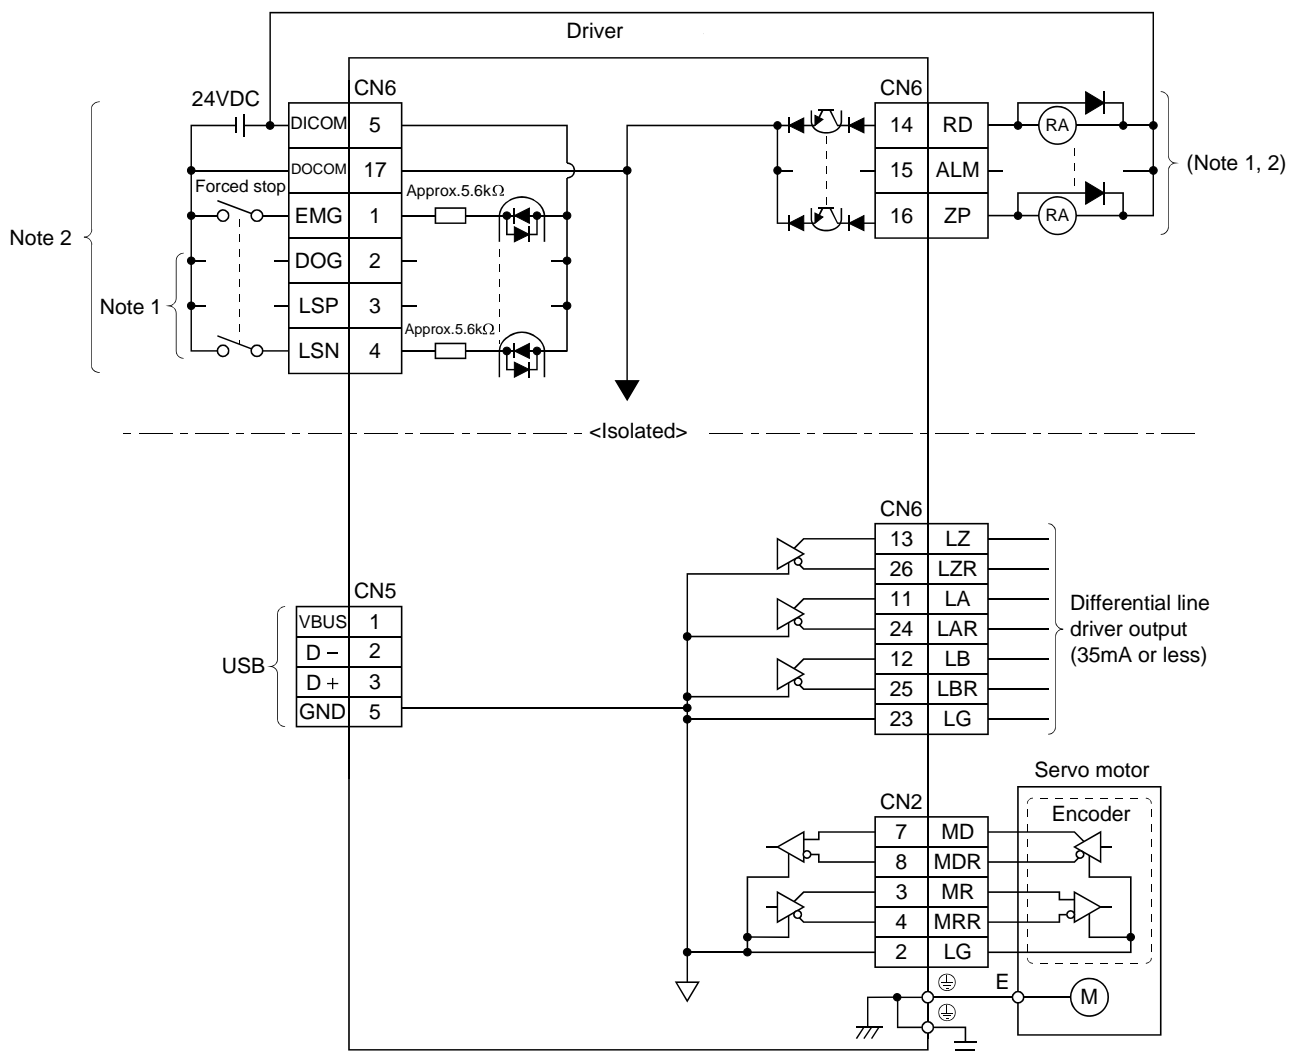 Driver
24VDC
CN6
DICOM 5
DOCOM 17
Forced stop
Approx.5.6kΩ
EMG 1
DOG 2
LSP 3
Approx.5.6kΩ
LSN 4
Note 2
Note 1
CN6
14 RD
RA
15 ALM
16 ZP
RA
(Note 1, 2)
<Isolated>
CN6
13 LZ
26 LZR
11 LA
24 LAR
12 LB
25 LBR
23 LG
Differential line
driver output
(35mA or less)
CN5
VBUS 1
D − 2
D + 3
GND 5
USB
Servo motor
Encoder
CN2
7 MD
8 MDR
3 MR
4 MRR
2 LG
E
M